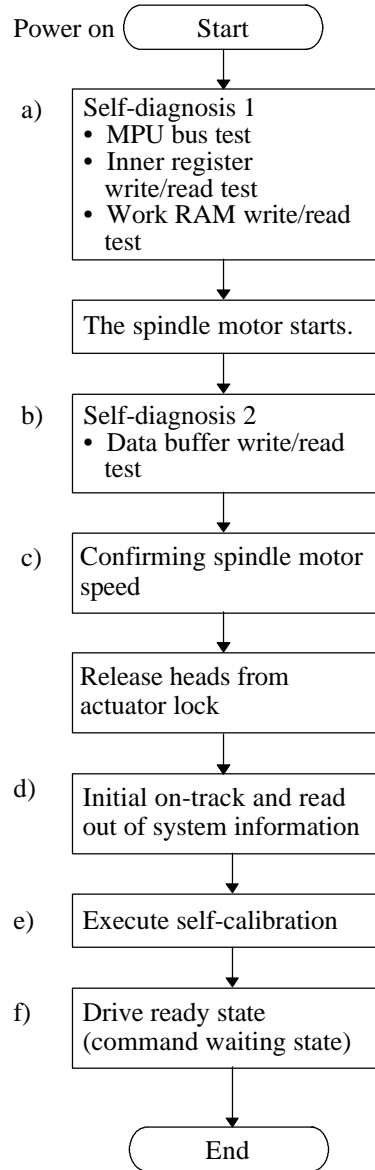 Power on Start
a) Self-diagnosis 1
• MPU bus test
• Inner register
write/read test
• Work RAM write/read
test
The spindle motor starts.
b) Self-diagnosis 2
• Data buffer write/read
test
c) Confirming spindle motor
speed
Release heads from
actuator lock
d) Initial on-track and read
out of system information
e) Execute self-calibration
f) Drive ready state
(command waiting state)
End